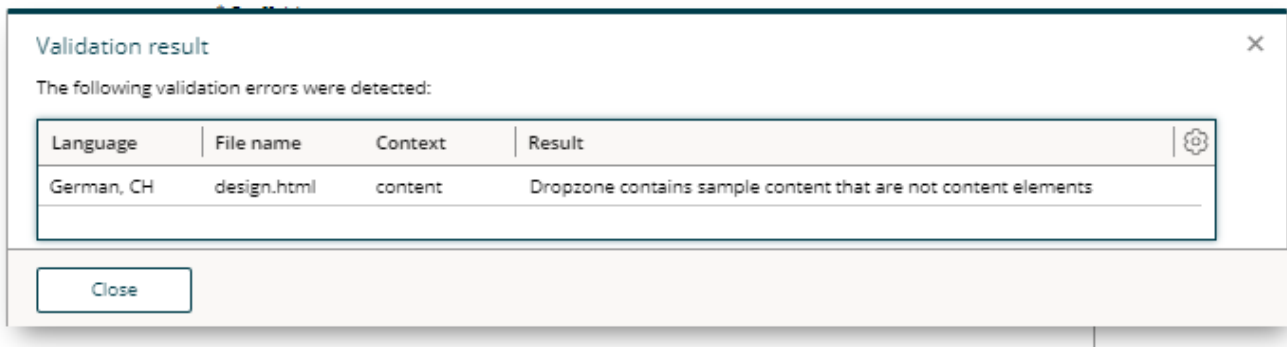 Validation result
The following validation errors were detected:
Language File name Context Result
German, CH design.html content Dropzone contains sample content that are not content elements
Close